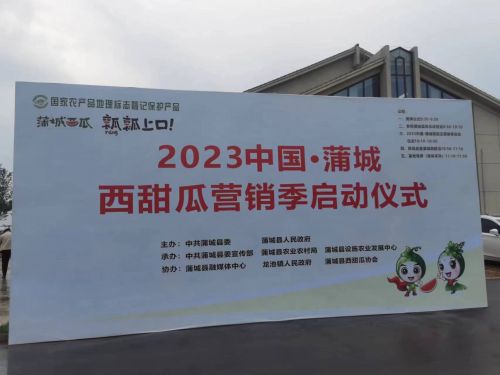 国家农产品地理标志登记保护产品
蒲城西瓜 瓢瓢上口!
2023中国·蒲城
西甜瓜营销季启动仪式
主办：中共蒲城县委 蒲城县人民政府
承办：中共蒲城县委宣传部 蒲城县农业农村局 蒲城县设施农业发展中心
协办：蒲城县融媒体中心 龙池镇人民政府 蒲城县西甜瓜协会